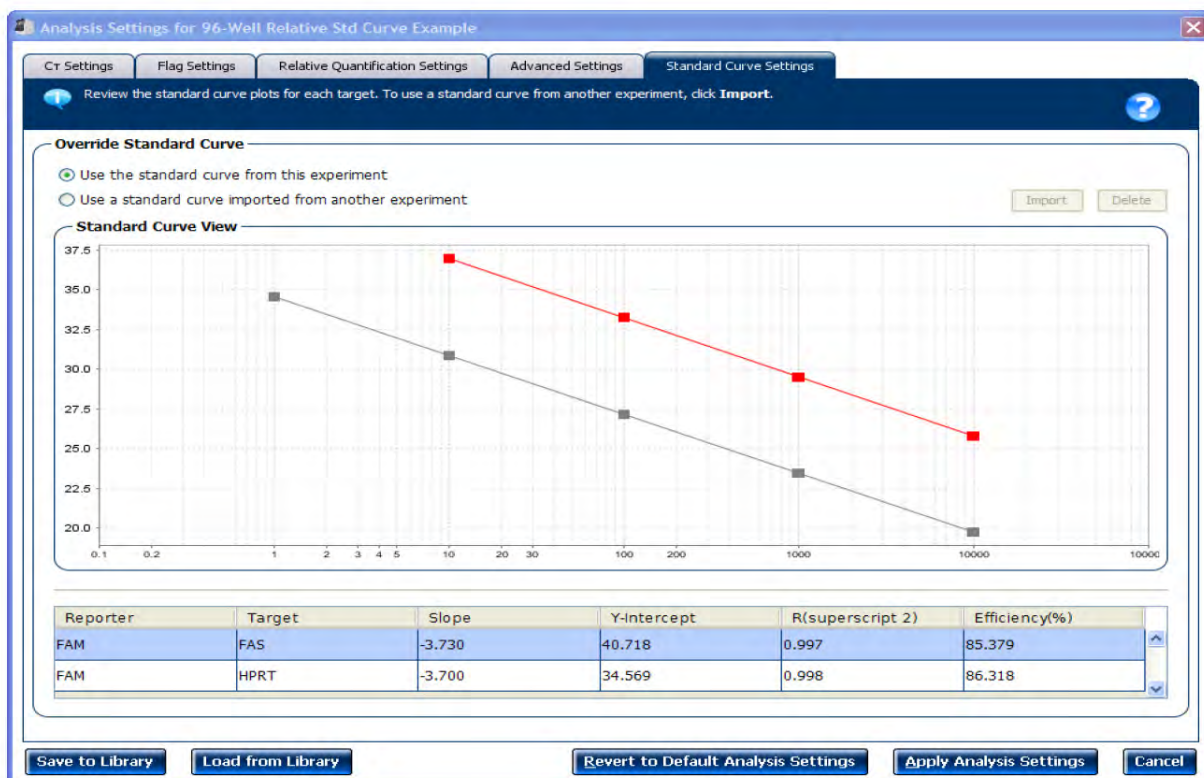 Analysis Settings for 96-Well Relative Std Curve Example
CT Settings Flag Settings Relative Quantification Settings Advanced Settings Standard Curve Settings
Review the standard curve plots for each target. To use a standard curve from another experiment, click Import.
?
Override Standard Curve
Use the standard curve from this experiment
Use a standard curve imported from another experiment
Import Delete
Standard Curve View
37.5
35.0
32.5
30.0
27.5
25.0
22.5
20.0
0.1 0.2 1 2 3 4 5 10 20 30 100 200 1000 10000 10000
Reporter Target Slope Y-Intercept R(superscript 2) Efficiency(%)
FAM FAS -3.730 40.718 0.997 85.379
FAM HPRT -3.700 34.569 0.998 86.318
Save to Library Load from Library Revert to Default Analysis Settings Apply Analysis Settings Cancel